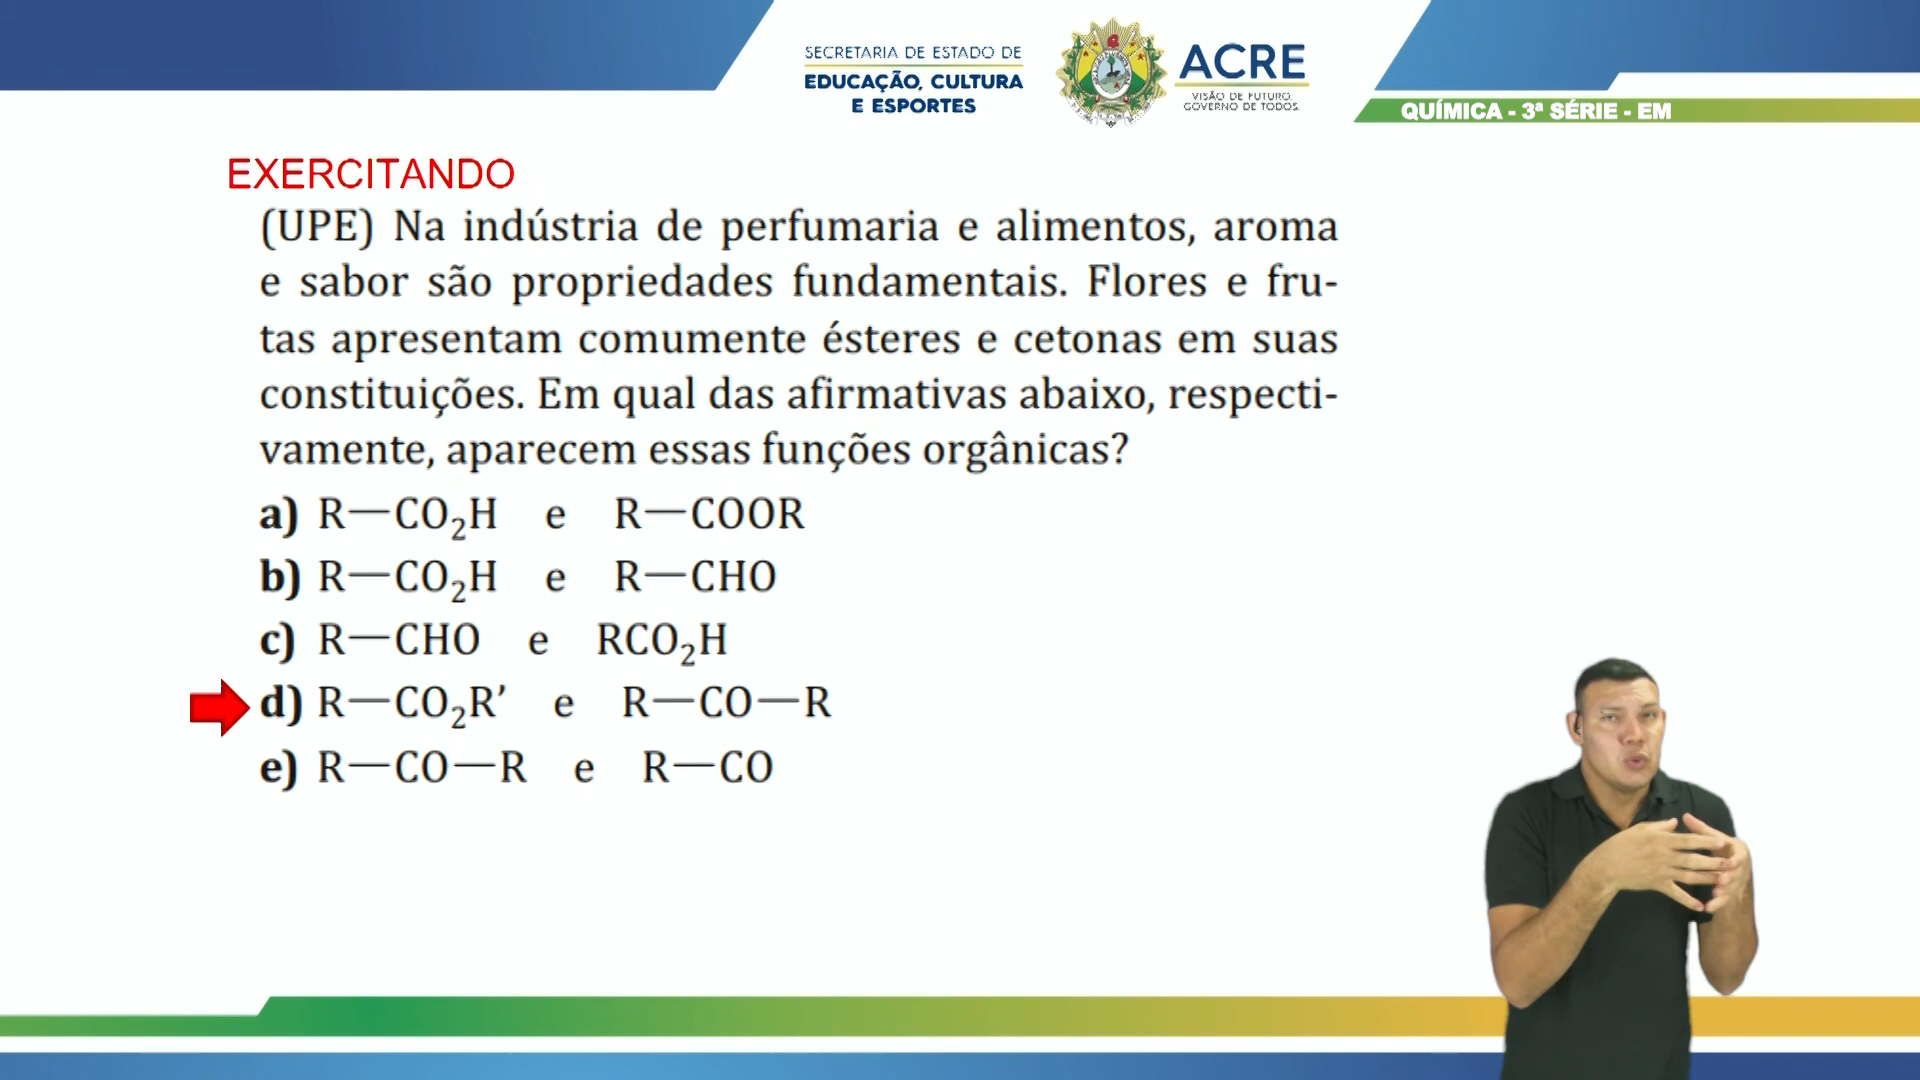 SECRETARIA DE ESTADO DE
EDUCAÇÃO, CULTURA
E ESPORTES
ACRE
VISÃO DE FUTURO.
GOVERNO DE TODOS.
QUÍMICA - 3ª SÉRIE - EM
EXERCITANDO
(UPE) Na indústria de perfumaria e alimentos, aroma
e sabor são propriedades fundamentais. Flores e fru-
tas apresentam comumente ésteres e cetonas em suas
constituições. Em qual das afirmativas abaixo, respecti-
vamente, aparecem essas funções orgânicas?
a) R—CO₂H e R—COOR
b) R—CO₂H e R—CHO
c) R—CHO e RCO₂H
d) R—CO₂R’ e R—CO—R
e) R—CO—R e R—CO